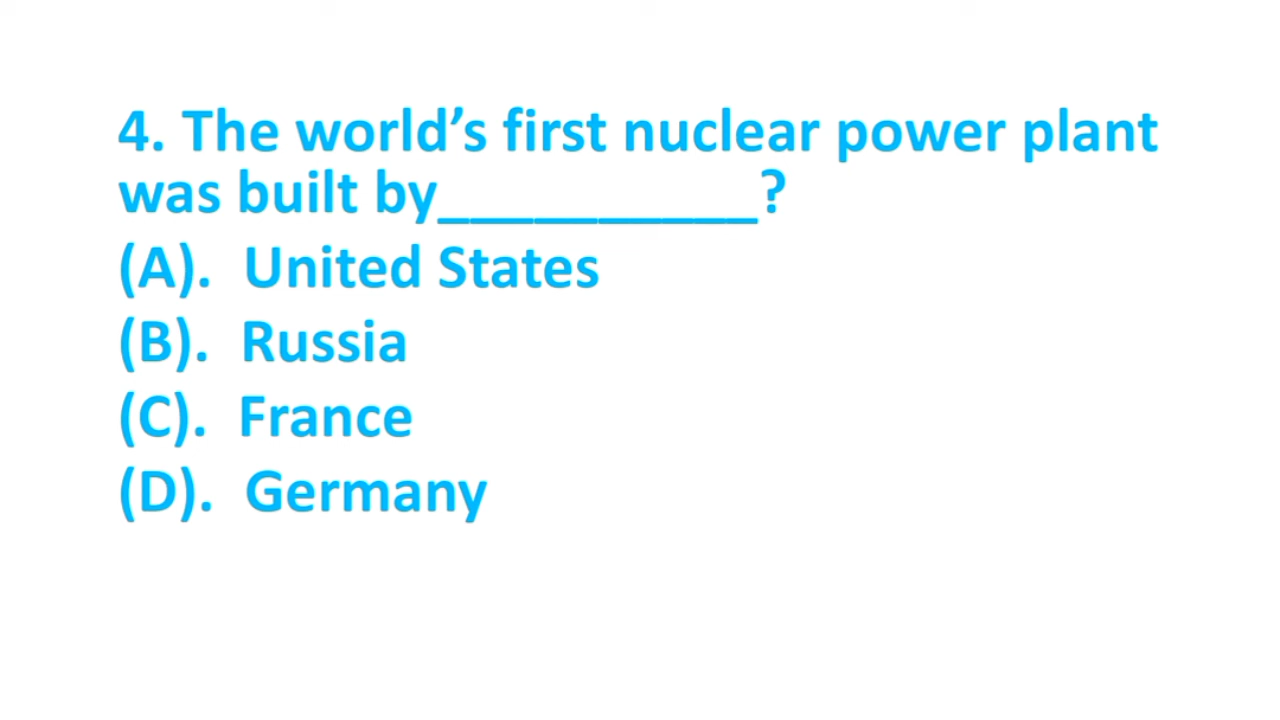 4. The world’s first nuclear power plant
was built by__________?
(A).  United States
(B).  Russia
(C).  France
(D).  Germany